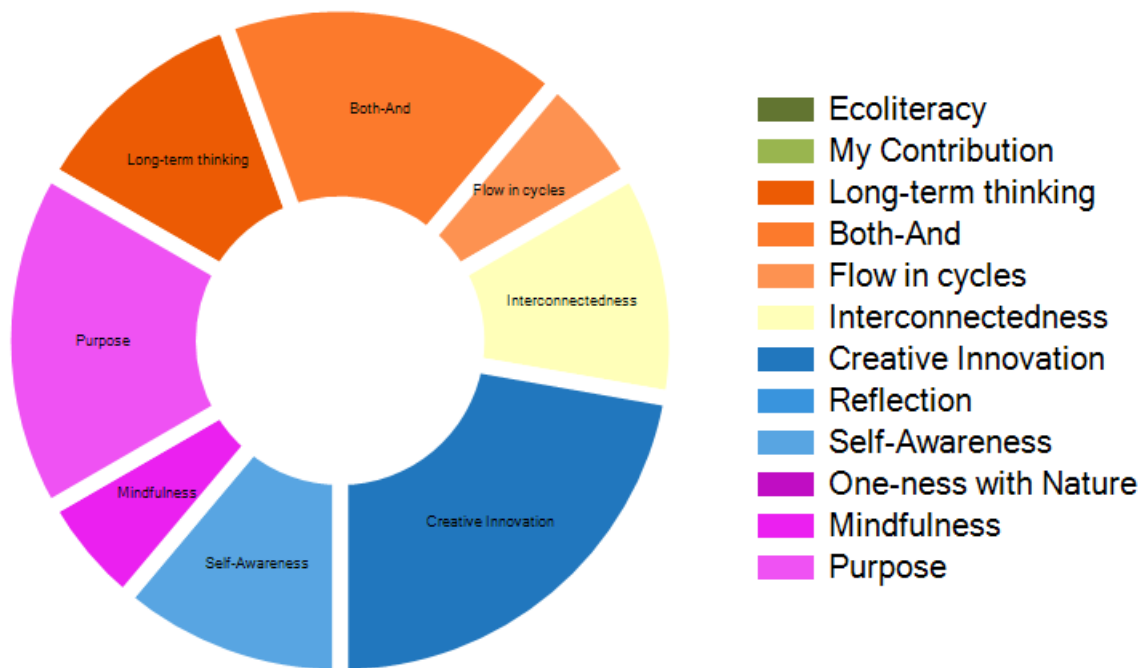 Both-And
Long-term thinking
Flow in cycles
Interconnectedness
Purpose
Mindfulness
Creative Innovation
Self-Awareness
Ecoliteracy
My Contribution
Long-term thinking
Both-And
Flow in cycles
Interconnectedness
Creative Innovation
Reflection
Self-Awareness
One-ness with Nature
Mindfulness
Purpose